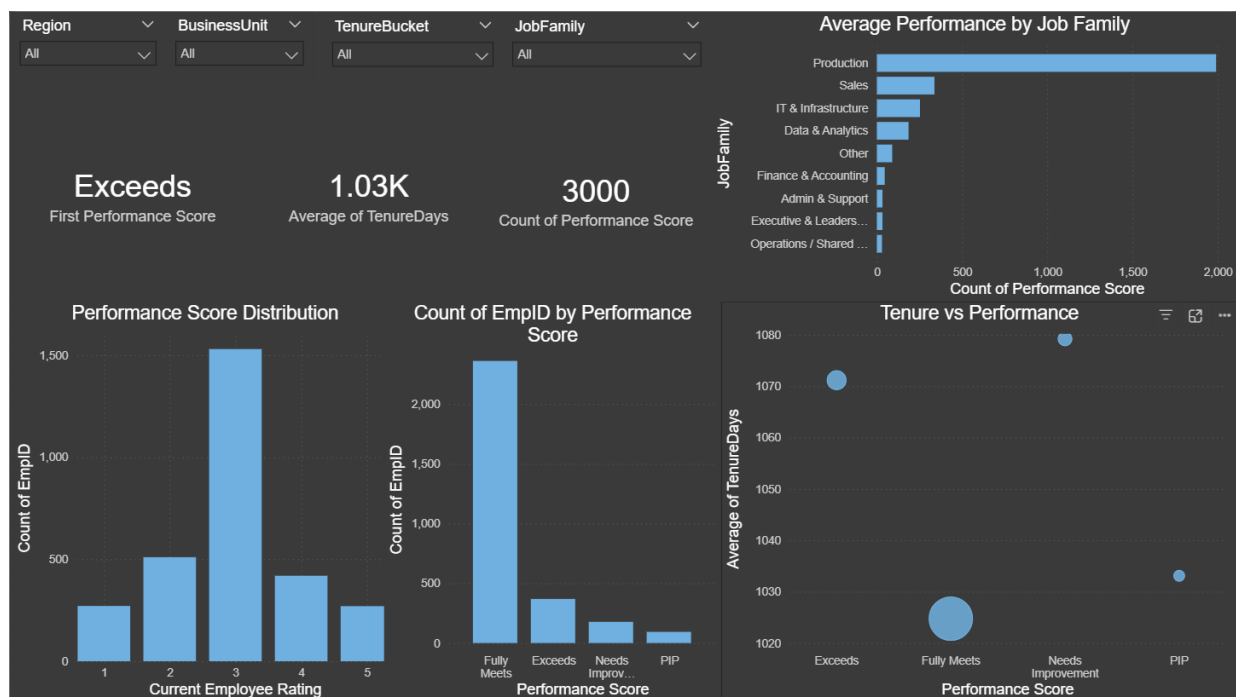 Region
BusinessUnit
TenureBucket
JobFamily
All
All
All
All
Exceeds
First Performance Score
1.03K
Average of TenureDays
3000
Count of Performance Score
Average Performance by Job Family
JobFamily
Production
Sales
IT & Infrastructure
Data & Analytics
Other
Finance & Accounting
Admin & Support
Executive & Leaders...
Operations / Shared ...
0
500
1,000
1,500
2,000
Count of Performance Score
Performance Score Distribution
Count of EmpID
1,500
1,000
500
0
1
2
3
4
5
Current Employee Rating
Count of EmpID by Performance
Score
Count of EmpID
2,000
1,500
1,000
500
0
Fully
Meets
Exceeds
Needs
Improv...
PIP
Performance Score
Tenure vs Performance
Average of TenureDays
1080
1070
1060
1050
1040
1030
1020
Exceeds
Fully Meets
Needs
Improvement
PIP
Performance Score